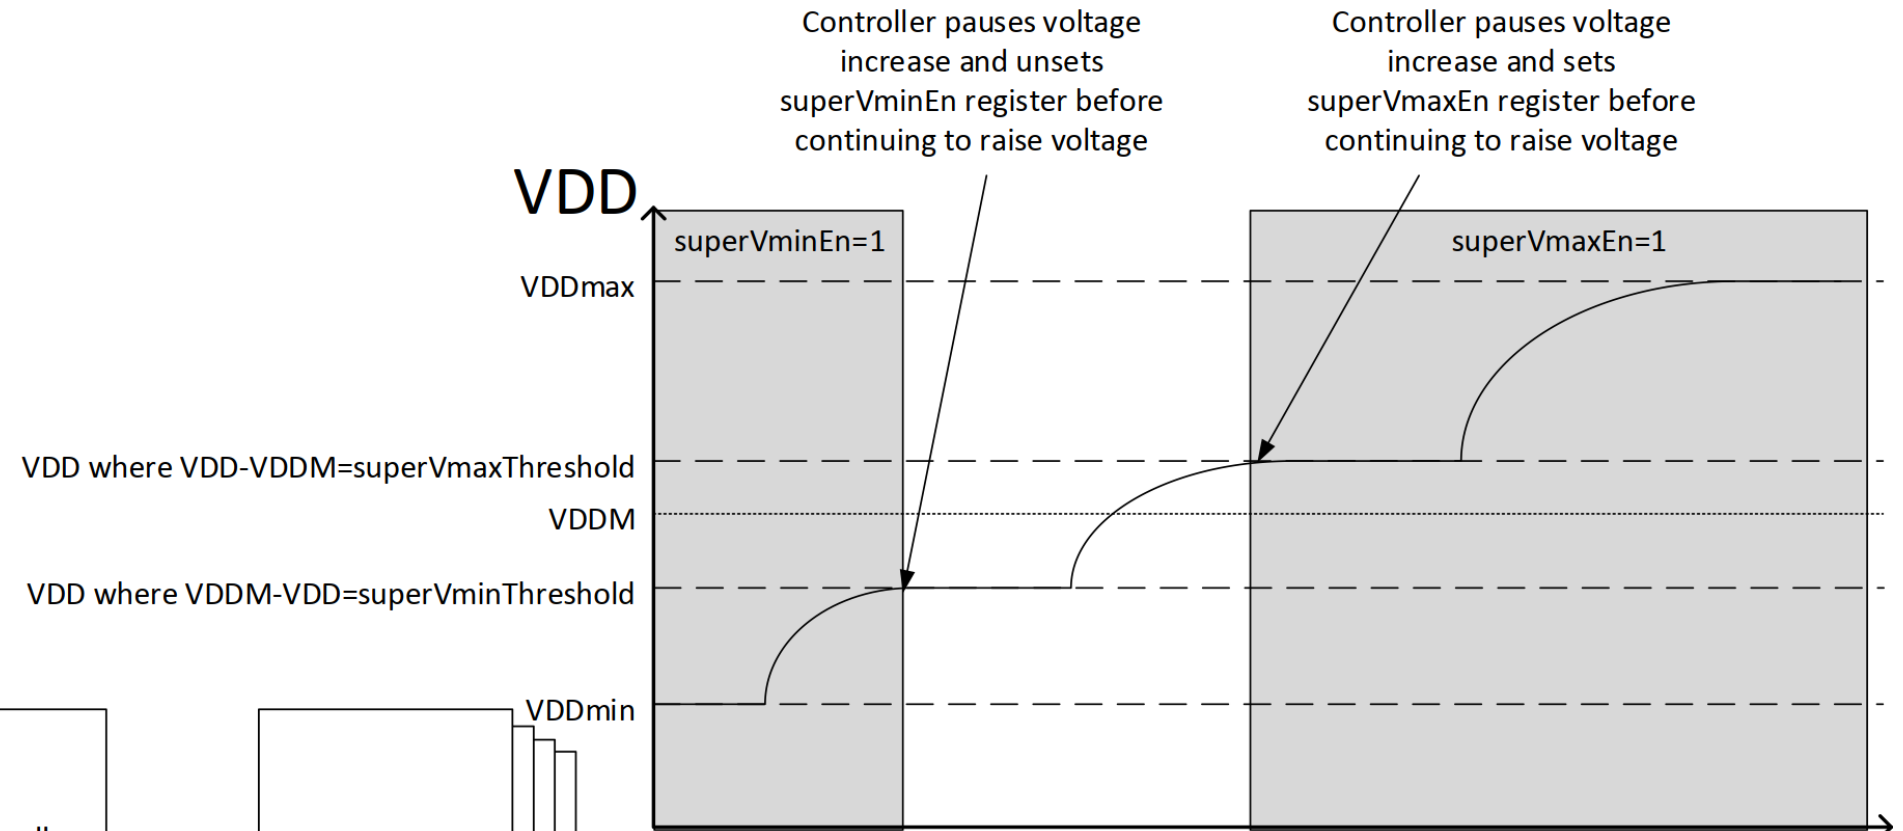 Controller pauses voltage
increase and unsets
superVminEn register before
continuing to raise voltage
Controller pauses voltage
increase and sets
superVmaxEn register before
continuing to raise voltage
VDD
superVminEn=1
superVmaxEn=1
VDDmax
VDD where VDD-VDDM=superVmaxThreshold
VDDM
VDD where VDDM-VDD=superVminThreshold
VDDmin